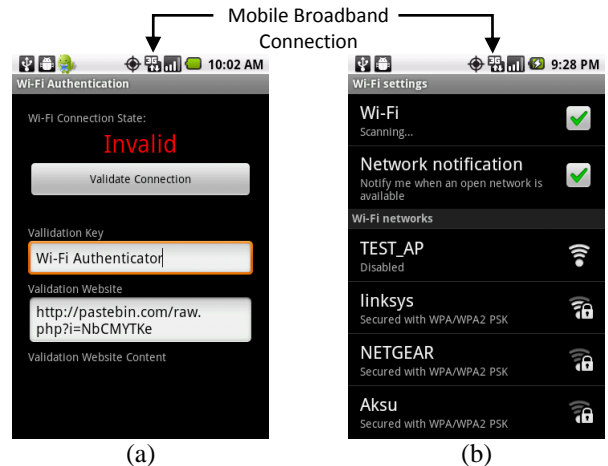 Mobile Broadband
Connection
3G
10:02 AM
Wi-Fi Authentication
Wi-Fi Connection State:
Invalid
Validate Connection
Vallidation Key
Wi-Fi Authenticator
Validation Website
http://pastebin.com/raw.
php?i=NbCMYTKe
Validation Website Content
(a)
3G
9:28 PM
Wi-Fi settings
Wi-Fi
Scanning...
Network notification
Notify me when an open network is
available
Wi-Fi networks
TEST_AP
Disabled
linksys
Secured with WPA/WPA2 PSK
NETGEAR
Secured with WPA/WPA2 PSK
Aksu
Secured with WPA/WPA2 PSK
(b)